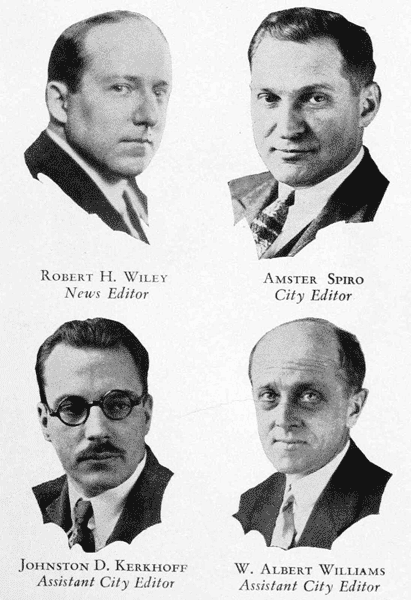 Robert H. Wiley
News Editor
Amster Spiro
City Editor
Johnston D. Kerkhoff
Assistant City Editor
W. Albert Williams
Assistant City Editor